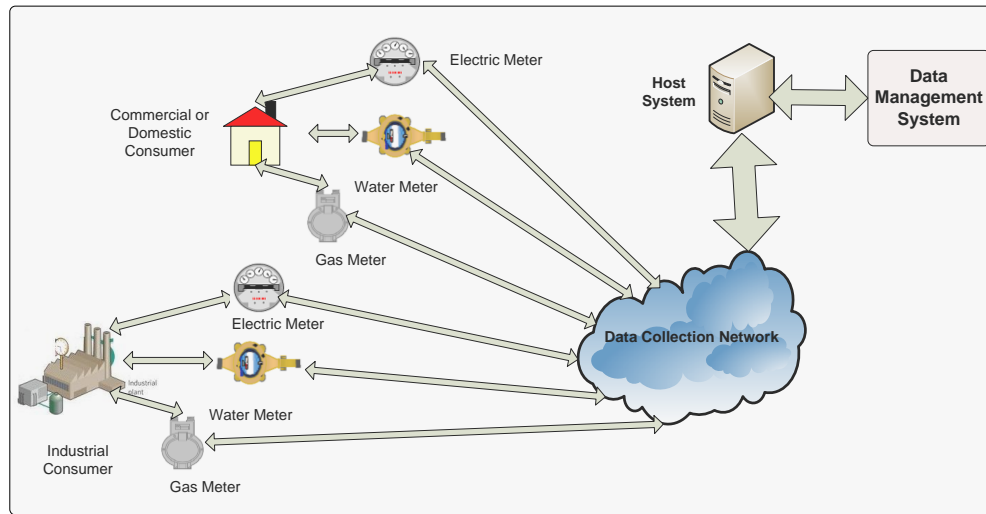 Electric Meter
Host
System
Data
Management
System
Commercial or
Domestic
Consumer
Water Meter
Gas Meter
Electric Meter
Data Collection Network
Industrial
plant
Water Meter
Industrial
Consumer
Gas Meter